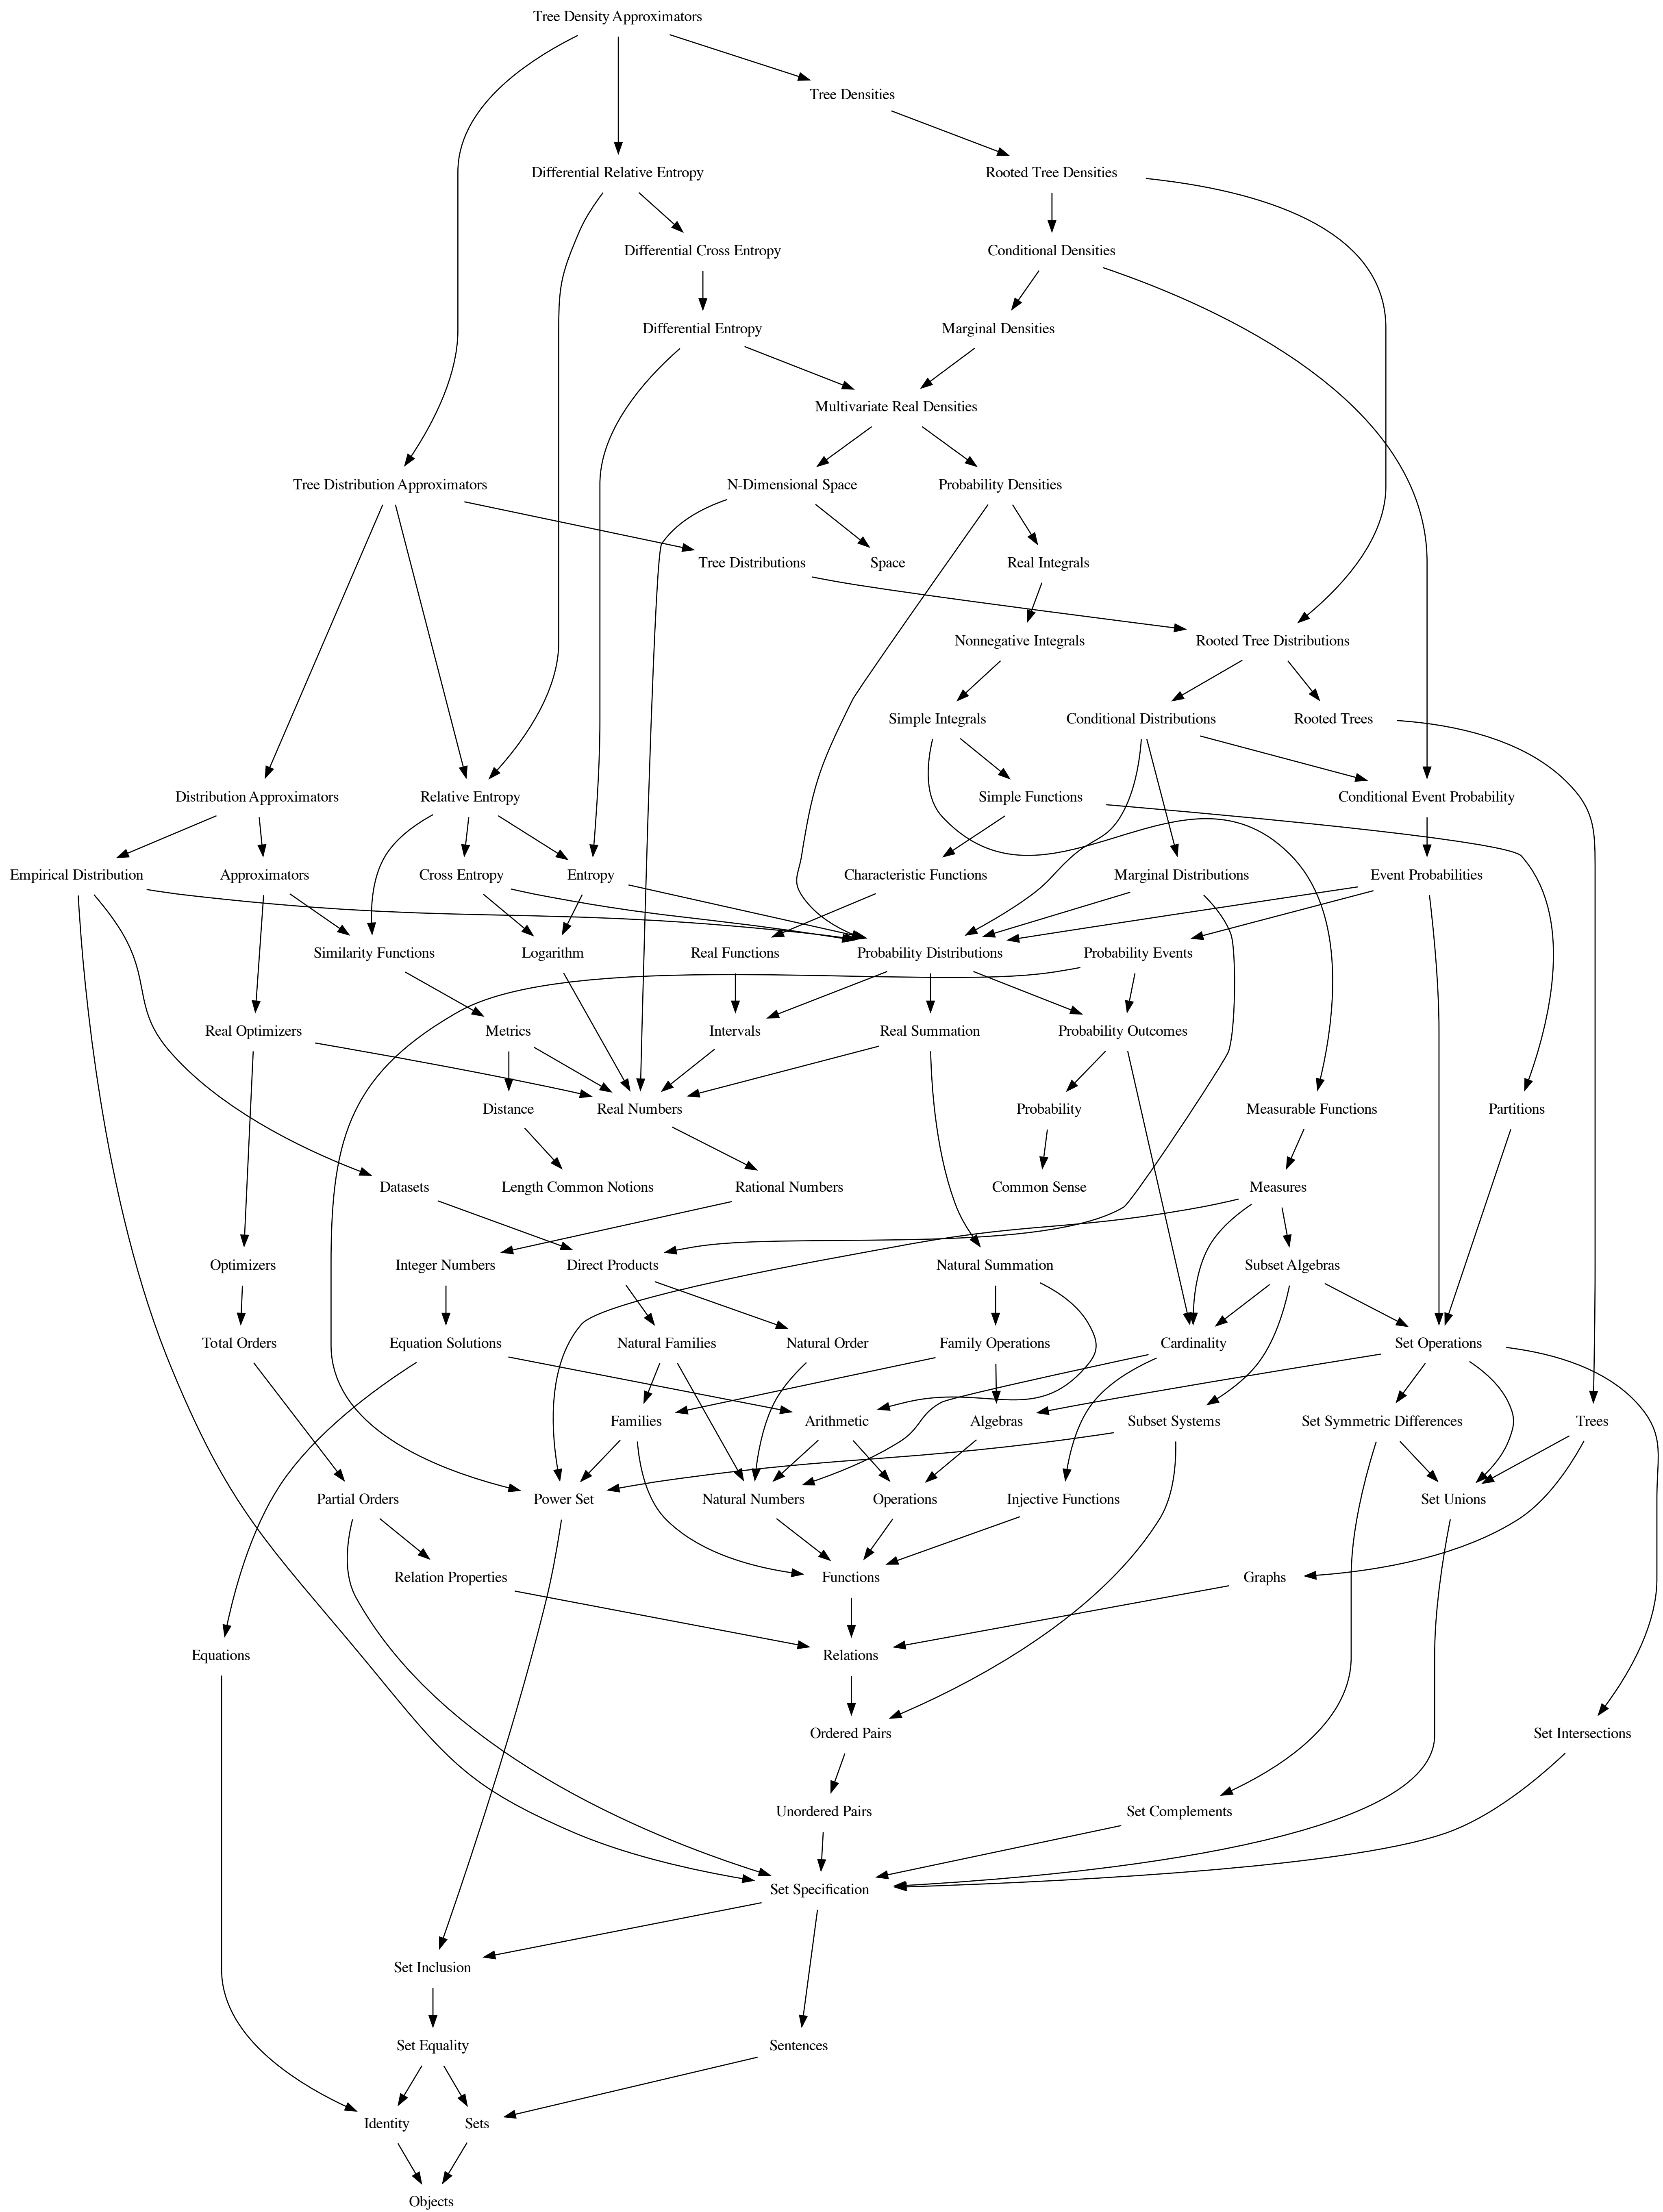 Tree Density Approximators
Tree Densities
Differential Relative Entropy
Rooted Tree Densities
Differential Cross Entropy
Conditional Densities
Differential Entropy
Marginal Densities
Multivariate Real Densities
Tree Distribution Approximators
N-Dimensional Space
Probability Densities
Tree Distributions
Space
Real Integrals
Nonnegative Integrals
Rooted Tree Distributions
Simple Integrals
Conditional Distributions
Rooted Trees
Distribution Approximators
Relative Entropy
Simple Functions
Conditional Event Probability
Empirical Distribution
Approximators
Cross Entropy
Entropy
Characteristic Functions
Marginal Distributions
Event Probabilities
Similarity Functions
Logarithm
Real Functions
Probability Distributions
Probability Events
Real Optimizers
Metrics
Intervals
Real Summation
Probability Outcomes
Distance
Real Numbers
Probability
Measurable Functions
Partitions
Datasets
Length Common Notions
Rational Numbers
Common Sense
Measures
Optimizers
Integer Numbers
Direct Products
Natural Summation
Subset Algebras
Total Orders
Equation Solutions
Natural Families
Natural Order
Family Operations
Cardinality
Set Operations
Families
Arithmetic
Algebras
Subset Systems
Set Symmetric Differences
Trees
Partial Orders
Power Set
Natural Numbers
Operations
Injective Functions
Set Unions
Relation Properties
Functions
Graphs
Equations
Relations
Ordered Pairs
Set Intersections
Unordered Pairs
Set Complements
Set Specification
Set Inclusion
Set Equality
Sentences
Identity
Sets
Objects